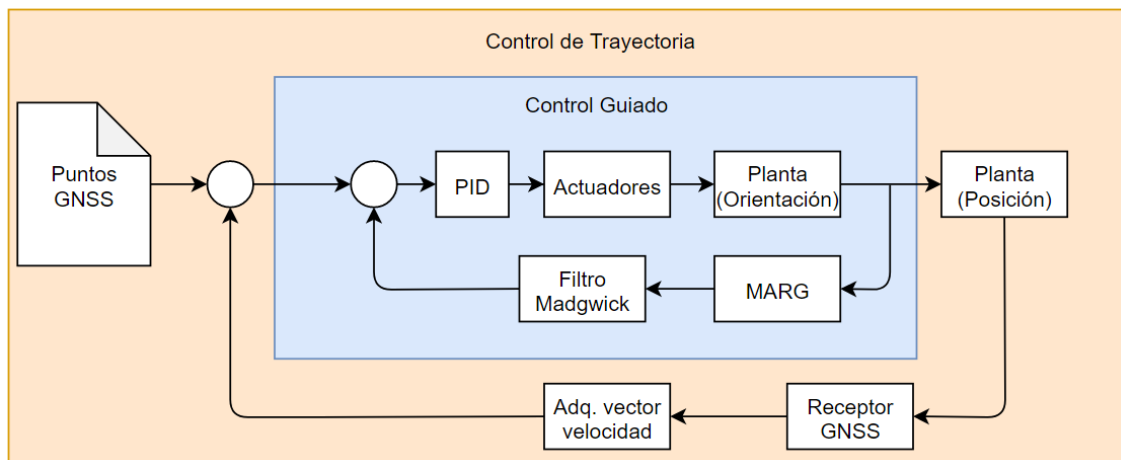 Control de Trayectoria
Control Guiado
Puntos
GNSS
PID
Actuadores
Planta
(Orientación)
Planta
(Posición)
Filtro
Madgwick
MARG
Adq. vector
velocidad
Receptor
GNSS